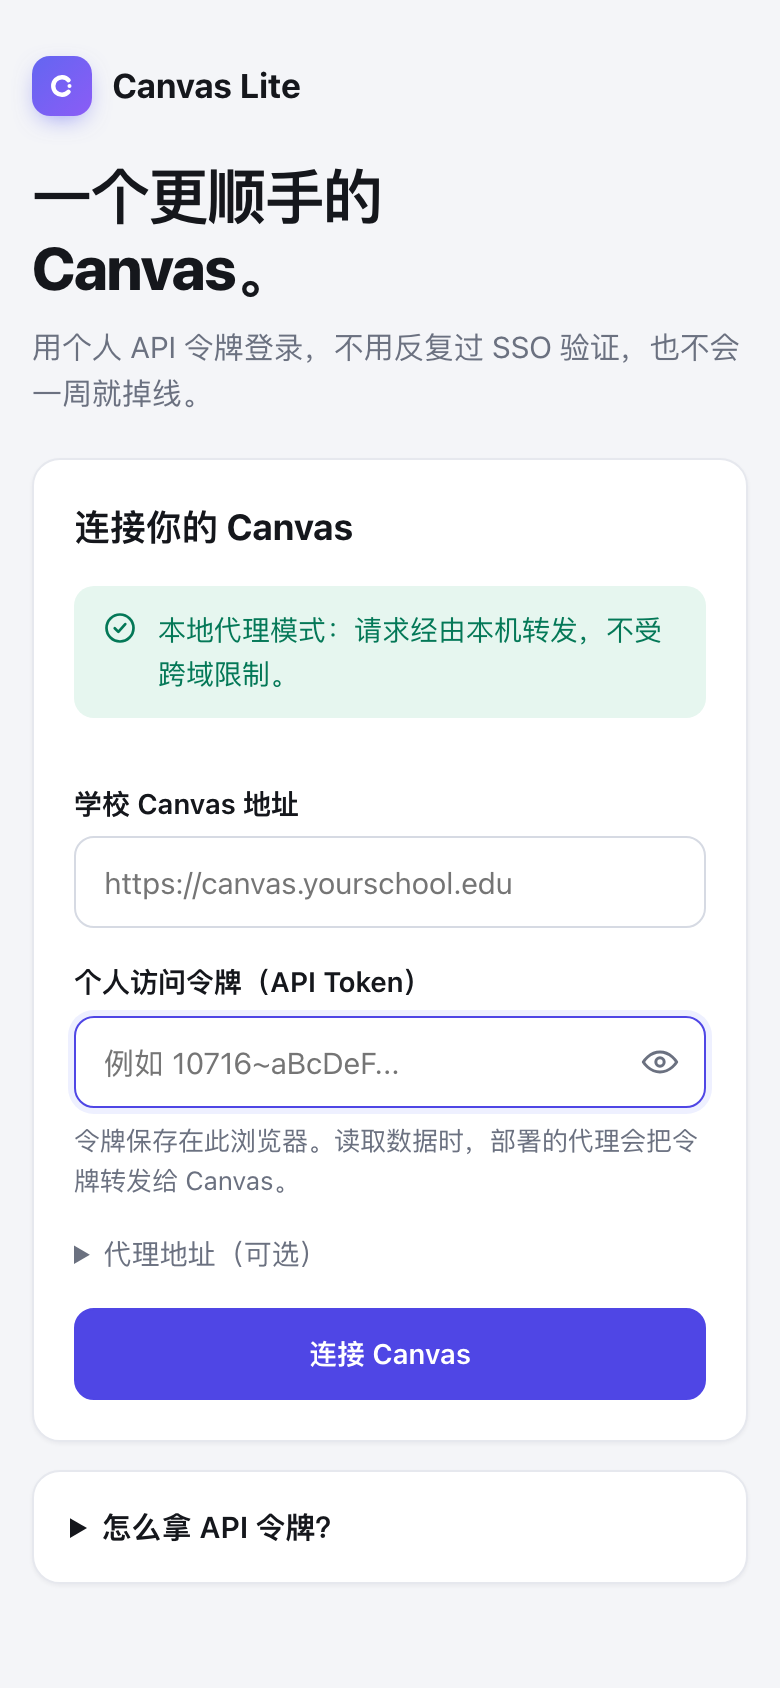 Canvas Lite
一个更顺手的
Canvas。
用个人 API 令牌登录，不用反复过 SSO 验证，也不会
一周就掉线。
连接你的 Canvas
本地代理模式：请求经由本机转发，不受
跨域限制。
学校 Canvas 地址
https://canvas.yourschool.edu
个人访问令牌（API Token）
例如 10716~aBcDeF...
令牌保存在此浏览器。读取数据时，部署的代理会把令
牌转发给 Canvas。
代理地址（可选）
连接 Canvas
怎么拿 API 令牌?